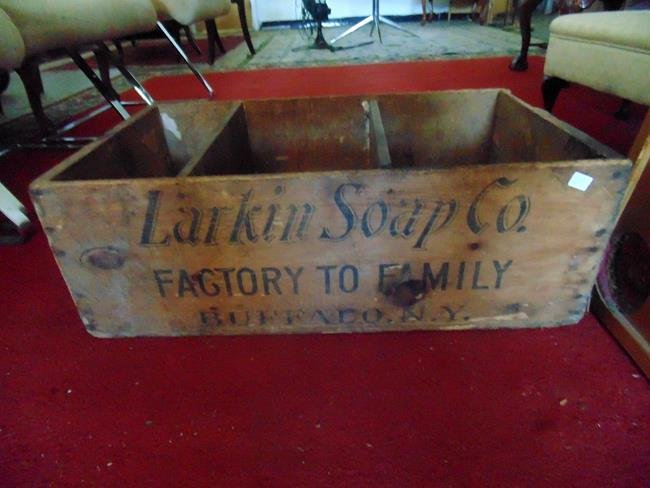 Larkin Soap Co.
FACTORY TO FAMILY
BUFFALO, N.Y.